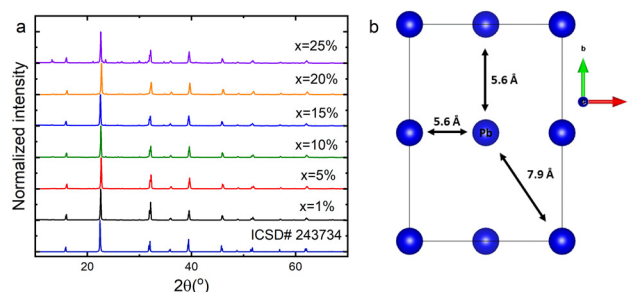 a
Normalized intensity
x=25%
x=20%
x=15%
x=10%
x=5%
x=1%
ICSD# 243734
20
40
60
2θ(°)
b
5.6 Å
5.6 Å
Pb
7.9 Å
b